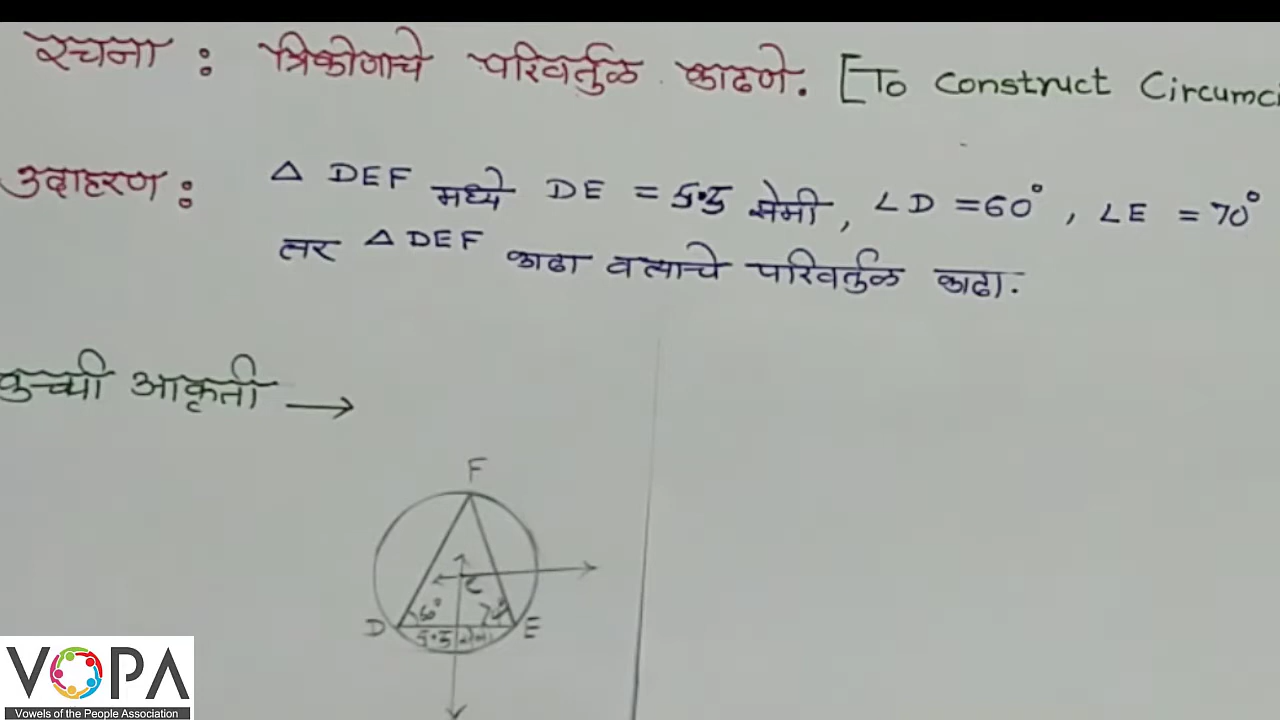 रचना : त्रिकोणाचे परिवर्तुळ काढणे. [To Construct Circumci
उदाहरण : △ DEF मध्ये DE = 5.5 सेमी, ∠D = 60°, ∠E = 70°
तर △ DEF काढा व त्याचे परिवर्तुळ काढा.
कच्ची आकृती →
F
C
60° 70°
D 5.5 सेमी E
VOPA
Vowels of the People Association